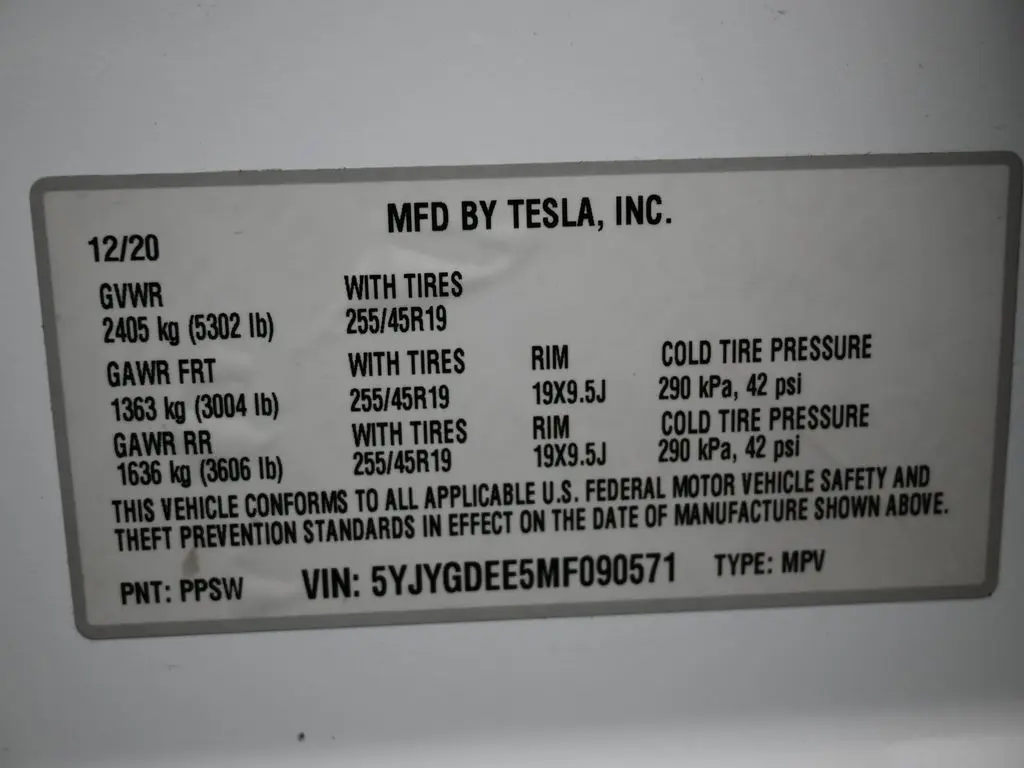 MFD BY TESLA, INC.
12/20
GVWR WITH TIRES
2405 kg (5302 lb) 255/45R19
GAWR FRT WITH TIRES RIM COLD TIRE PRESSURE
1363 kg (3004 lb) 255/45R19 19X9.5J 290 kPa, 42 psi
GAWR RR WITH TIRES RIM COLD TIRE PRESSURE
1636 kg (3606 lb) 255/45R19 19X9.5J 290 kPa, 42 psi
THIS VEHICLE CONFORMS TO ALL APPLICABLE U.S. FEDERAL MOTOR VEHICLE SAFETY AND
THEFT PREVENTION STANDARDS IN EFFECT ON THE DATE OF MANUFACTURE SHOWN ABOVE.
PNT: PPSW VIN: 5YJYGDEE5MF090571 TYPE: MPV